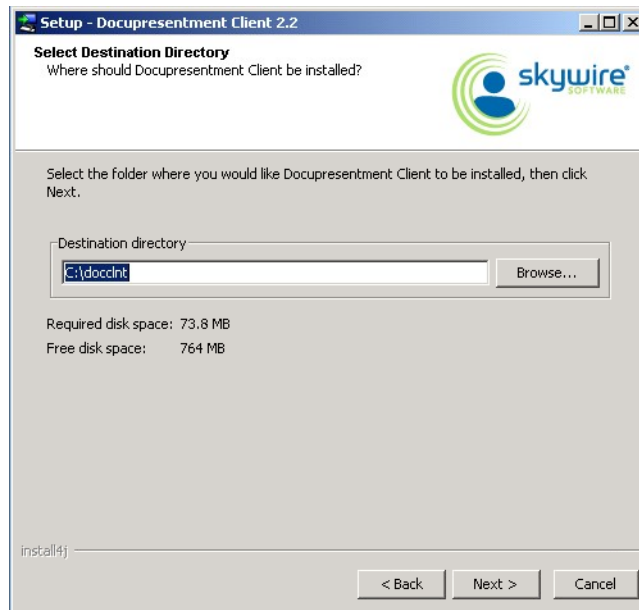 Setup - Docupresentment Client 2.2
Select Destination Directory
Where should Docupresentment Client be installed?
skywire®
SOFTWARE
Select the folder where you would like Docupresentment Client to be installed, then click
Next.
Destination directory
C:\docclnt
Browse...
Required disk space: 73.8 MB
Free disk space: 764 MB
install4j
< Back
Next >
Cancel